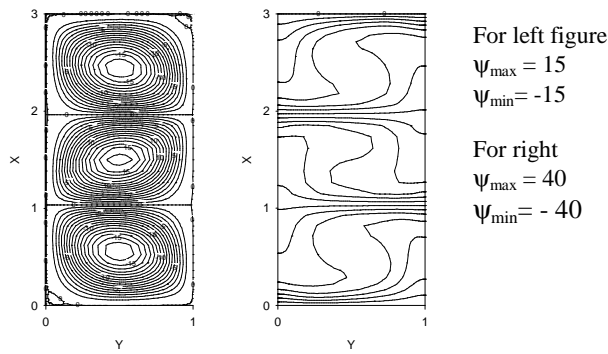 3
2
X
1
0
0
1
Y
3
2
X
1
0
0
1
Y
For left figure
ψmax = 15
ψmin= -15
For right
ψmax = 40
ψmin= - 40